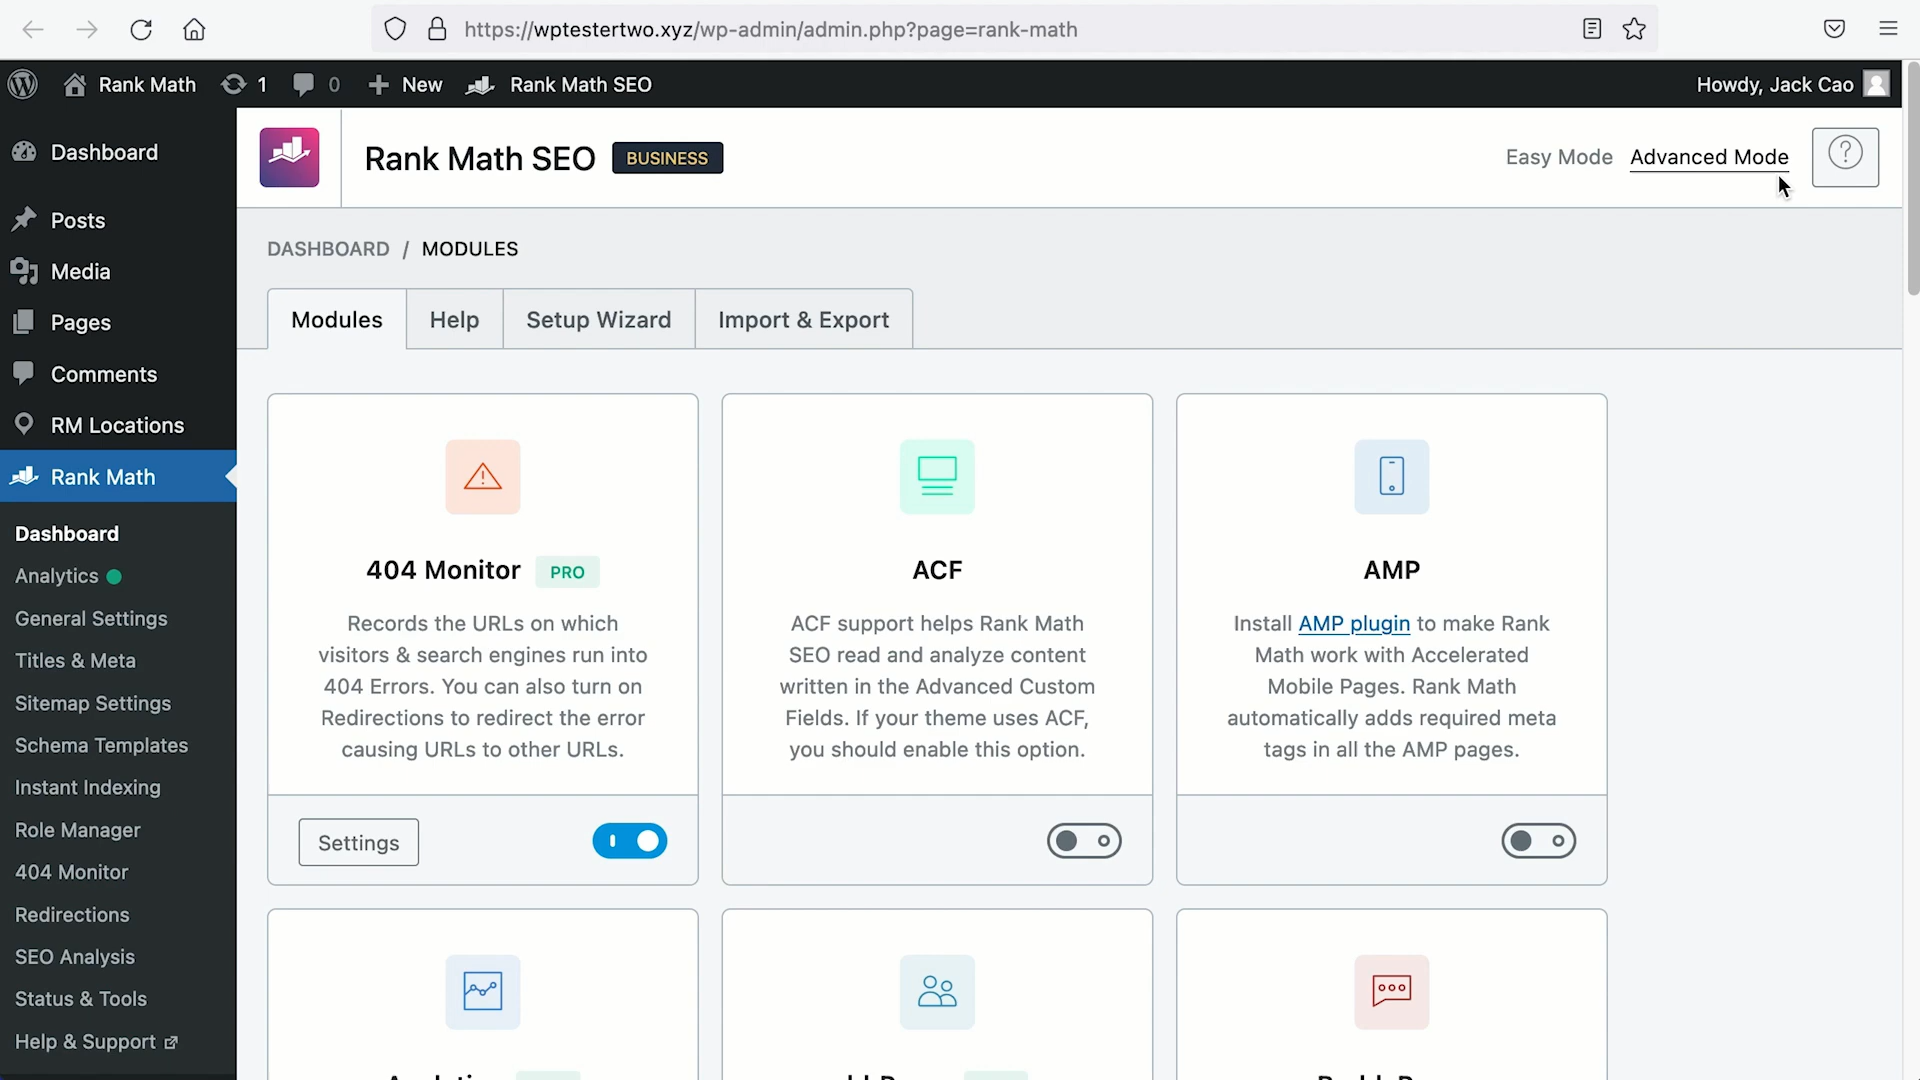 https://wptestertwo.xyz/wp-admin/admin.php?page=rank-math
Rank Math
1
0
New
Rank Math SEO
Howdy, Jack Cao
Dashboard
Posts
Media
Pages
Comments
RM Locations
Rank Math
Dashboard
Analytics
General Settings
Titles & Meta
Sitemap Settings
Schema Templates
Instant Indexing
Role Manager
404 Monitor
Redirections
SEO Analysis
Status & Tools
Help & Support
Rank Math SEO BUSINESS
Easy Mode Advanced Mode
DASHBOARD / MODULES
Modules
Help
Setup Wizard
Import & Export
404 Monitor PRO
Records the URLs on which
visitors & search engines run into
404 Errors. You can also turn on
Redirections to redirect the error
causing URLs to other URLs.
Settings
ACF
ACF support helps Rank Math
SEO read and analyze content
written in the Advanced Custom
Fields. If your theme uses ACF,
you should enable this option.
AMP
Install AMP plugin to make Rank
Math work with Accelerated
Mobile Pages. Rank Math
automatically adds required meta
tags in all the AMP pages.